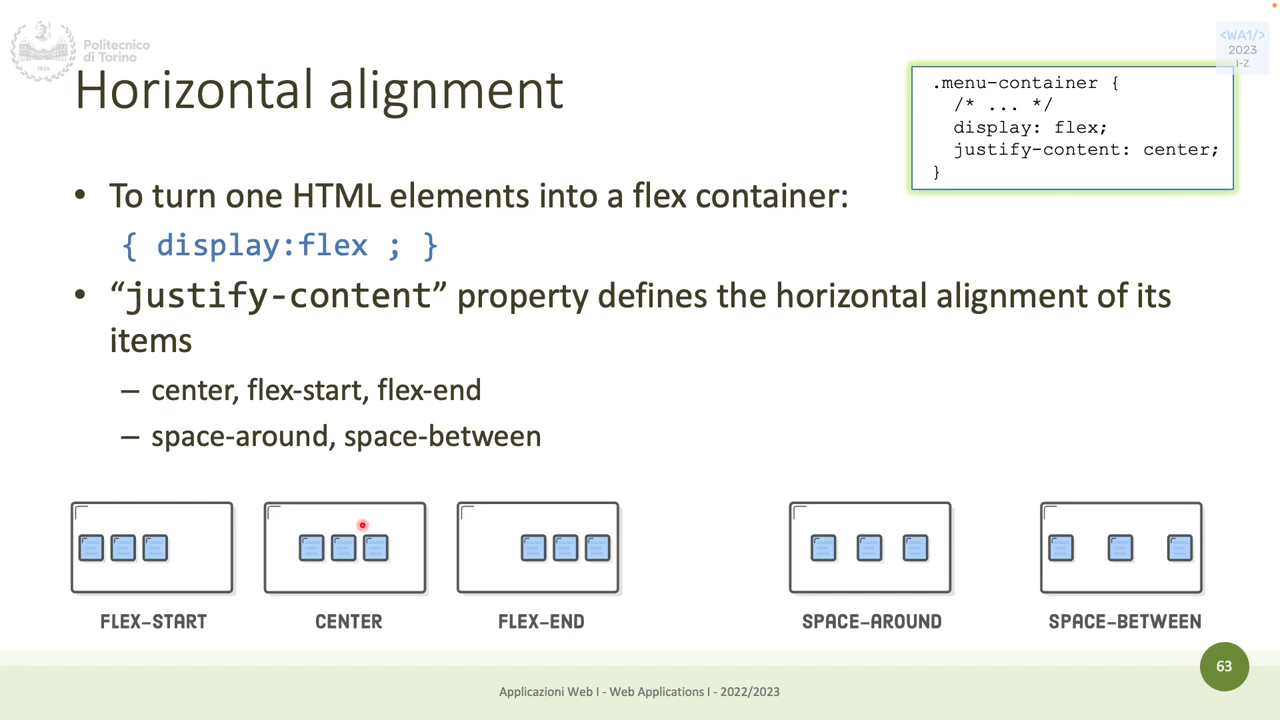 Politecnico
di Torino
1859
<WA1/>
2023
I-Z
Horizontal alignment
.menu-container {
/* ... */
display: flex;
justify-content: center;
}
• To turn one HTML elements into a flex container:
{ display:flex ; }
• “justify-content” property defines the horizontal alignment of its
items
– center, flex-start, flex-end
– space-around, space-between
FLEX-START
CENTER
FLEX-END
SPACE-AROUND
SPACE-BETWEEN
63
Applicazioni Web I - Web Applications I - 2022/2023